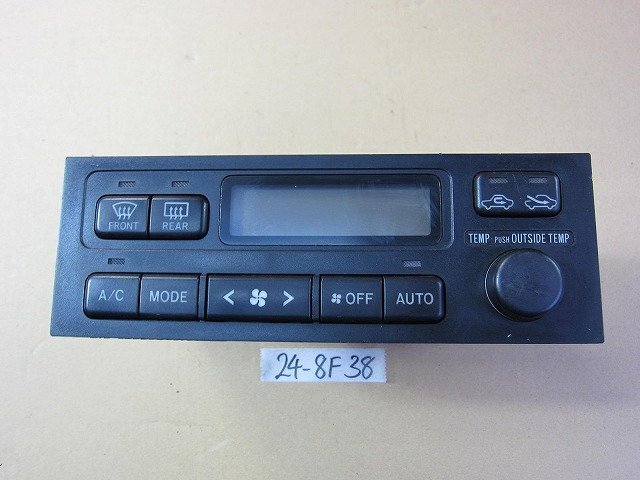 FRONT REAR
TEMP PUSH OUTSIDE TEMP
A/C MODE < > OFF AUTO
24-8F38